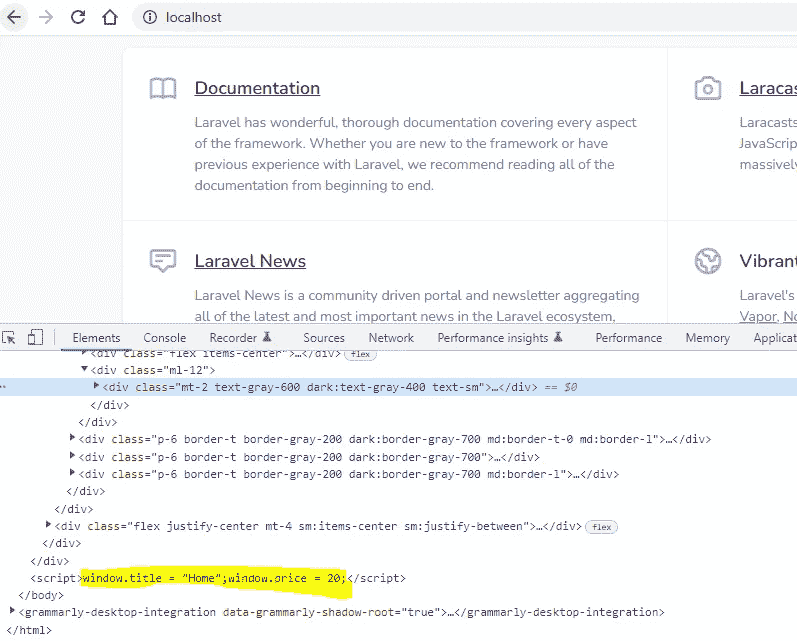 localhost
Documentation
Laravel has wonderful, thorough documentation covering every aspect
of the framework. Whether you are new to the framework or have
previous experience with Laravel, we recommend reading all of the
documentation from beginning to end.
Laracas
Laracasts
JavaScrip
massively
Laravel News
Laravel News is a community driven portal and newsletter aggregating
all of the latest and most important news in the Laravel ecosystem,
Vibrant
Laravel's
Vapor, No
Elements Console Recorder Sources Network Performance insights Performance Memory Applicat
▶<div class="flex items-center">…</div> flex
▼<div class="ml-12">
… ▶<div class="mt-2 text-gray-600 dark:text-gray-400 text-sm">…</div> == $0
</div>
</div>
▶<div class="p-6 border-t border-gray-200 dark:border-gray-700 md:border-t-0 md:border-l">…</div>
▶<div class="p-6 border-t border-gray-200 dark:border-gray-700">…</div>
▶<div class="p-6 border-t border-gray-200 dark:border-gray-700 md:border-l">…</div>
</div>
</div>
▶<div class="flex justify-center mt-4 sm:items-center sm:justify-between">…</div> flex
</div>
</div>
<script>window.title = "Home";window.price = 20;</script>
</body>
▶<grammarly-desktop-integration data-grammarly-shadow-root="true">…</grammarly-desktop-integration>
</html>